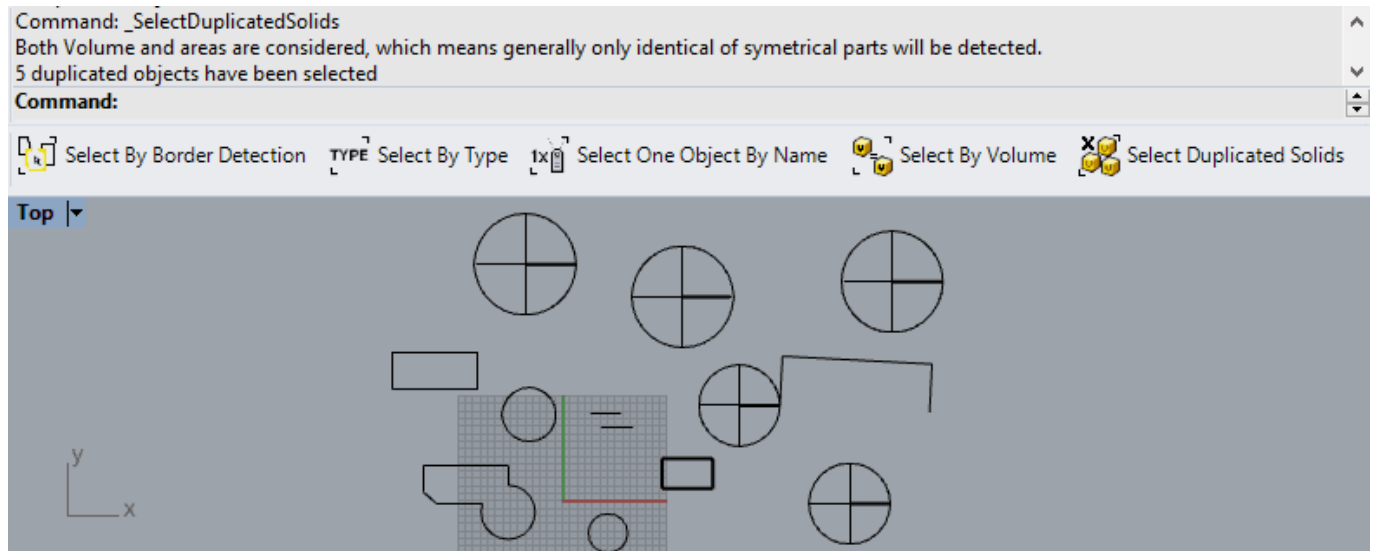 Command: _SelectDuplicatedSolids
Both Volume and areas are considered, which means generally only identical of symetrical parts will be detected.
5 duplicated objects have been selected
Command:
Select By Border Detection TYPE Select By Type 1x Select One Object By Name Select By Volume Select Duplicated Solids
Top
y
x